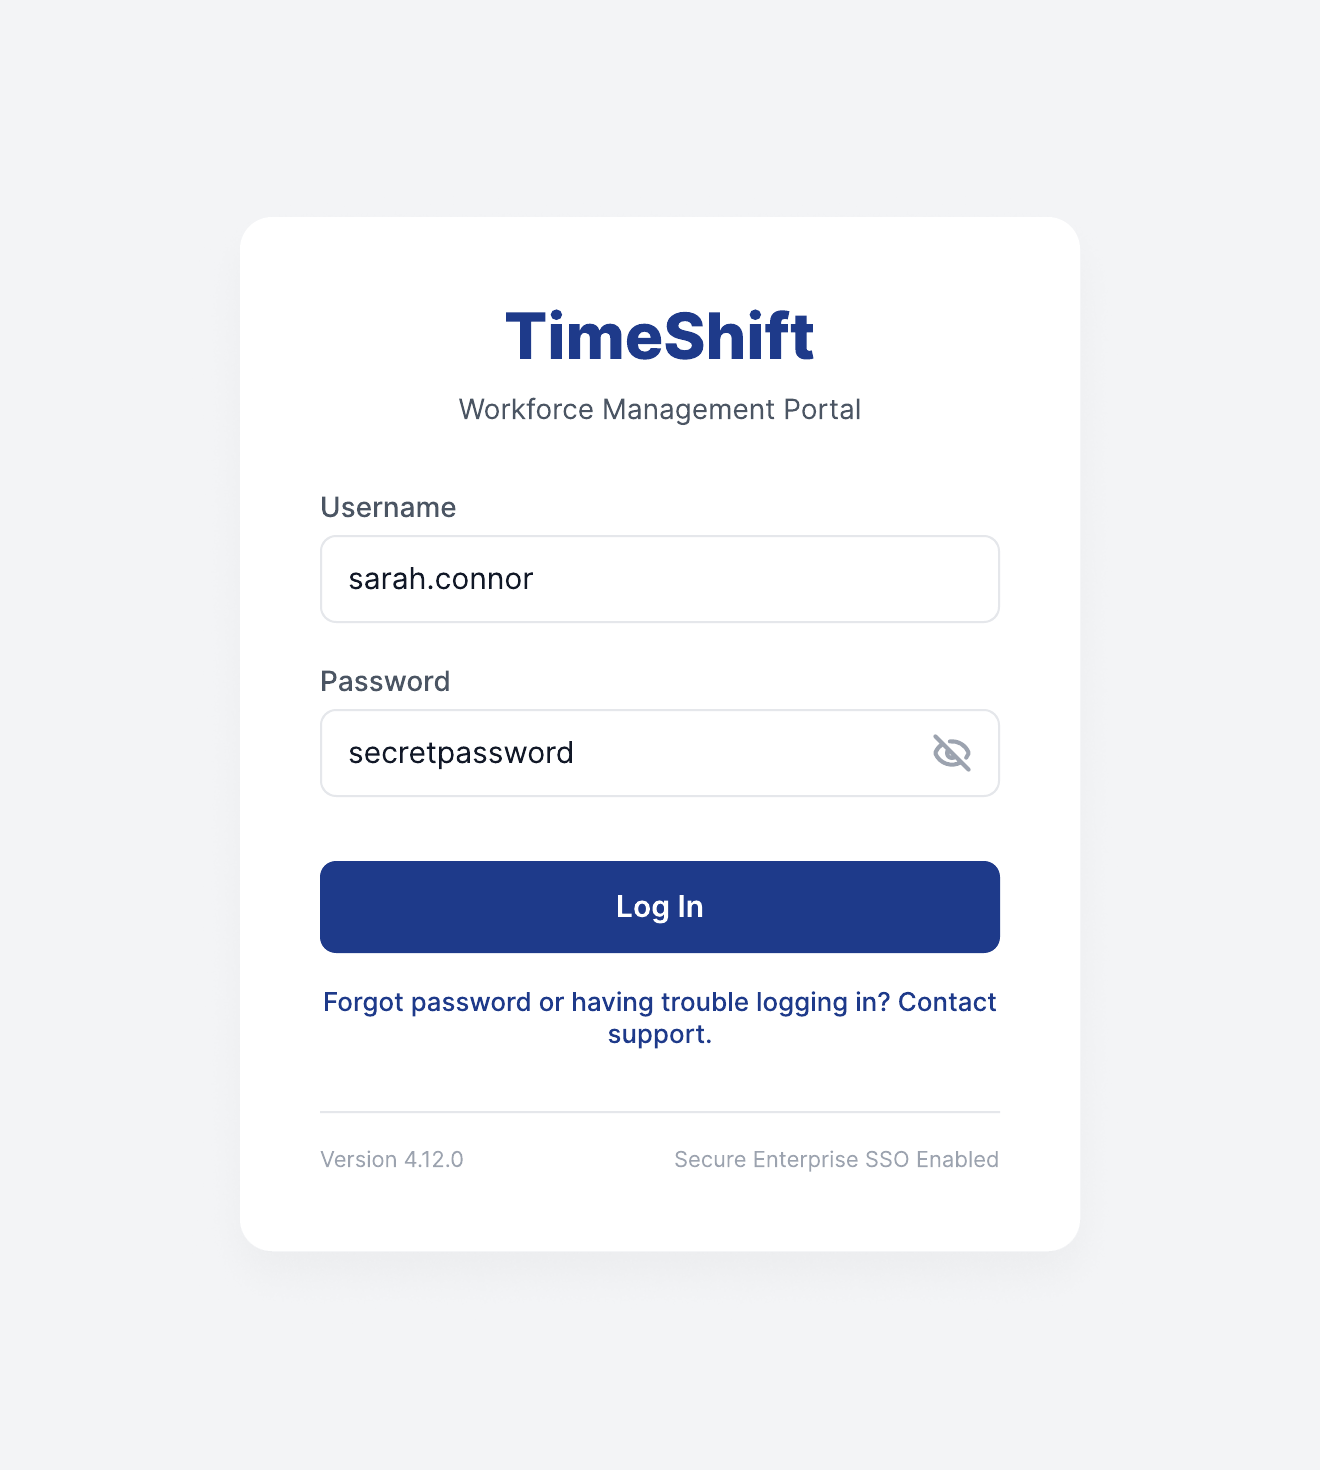 TimeShift
Workforce Management Portal
Username
sarah.connor
Password
secretpassword
Log In
Forgot password or having trouble logging in? Contact
support.
Version 4.12.0
Secure Enterprise SSO Enabled